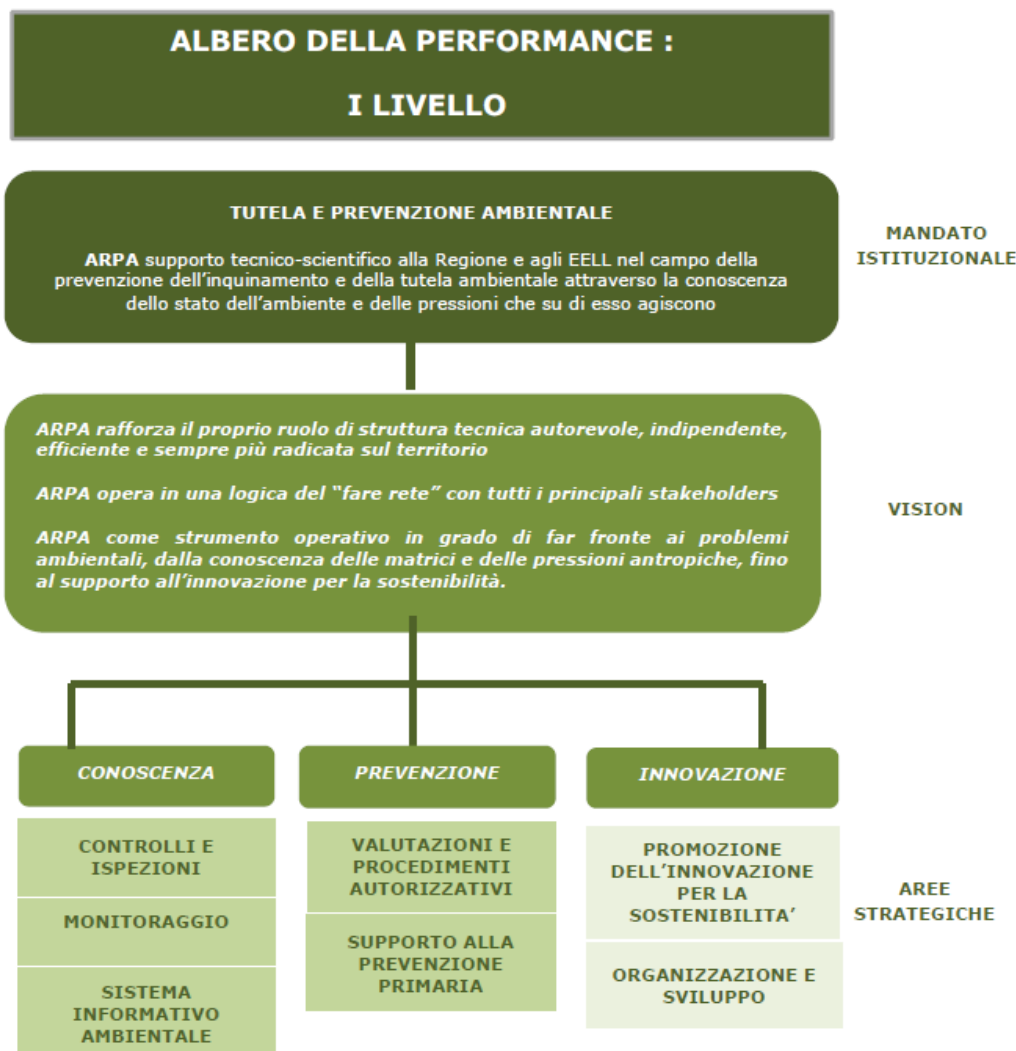 ALBERO DELLA PERFORMANCE :
I LIVELLO
TUTELA E PREVENZIONE AMBIENTALE
ARPA supporto tecnico-scientifico alla Regione e agli EELL nel campo della
prevenzione dell’inquinamento e della tutela ambientale attraverso la conoscenza
dello stato dell’ambiente e delle pressioni che su di esso agiscono
MANDATO
ISTITUZIONALE
ARPA rafforza il proprio ruolo di struttura tecnica autorevole, indipendente,
efficiente e sempre più radicata sul territorio
ARPA opera in una logica del “fare rete” con tutti i principali stakeholders
ARPA come strumento operativo in grado di far fronte ai problemi
ambientali, dalla conoscenza delle matrici e delle pressioni antropiche, fino
al supporto all’innovazione per la sostenibilità.
VISION
CONOSCENZA
CONTROLLI E
ISPEZIONI
MONITORAGGIO
SISTEMA
INFORMATIVO
AMBIENTALE
PREVENZIONE
VALUTAZIONI E
PROCEDIMENTI
AUTORIZZATIVI
SUPPORTO ALLA
PREVENZIONE
PRIMARIA
INNOVAZIONE
PROMOZIONE
DELL’INNOVAZIONE
PER LA
SOSTENIBILITA’
ORGANIZZAZIONE E
SVILUPPO
AREE
STRATEGICHE